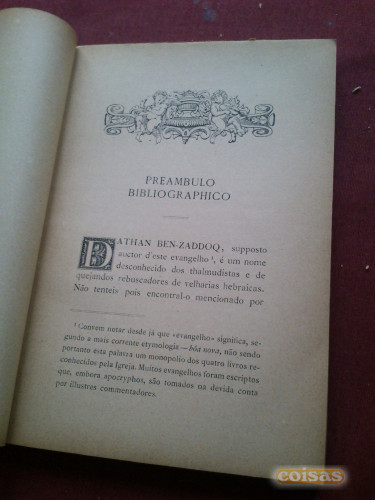 PREAMBULO
BIBLIOGRAPHICO
DATHAN BEN-ZADDOQ, supposto
auctor d'este evangelho¹, é um nome
desconhecido dos thalmudistas e de
quejandos rebuscadores de velharias hebraicas.
Não tenteis pois encontral-o mencionado por
¹ Convem notar desde já que «evangelho» significa, se-
gundo a mais corrente etymologia — bôa nova, não sendo
portanto esta palavra um monopolio dos quatro livros re-
conhecidos pela Igreja. Muitos evangelhos foram escriptos
que, embora apocryphos, são tomados na devida conta
por illustres commentadores.
coisas